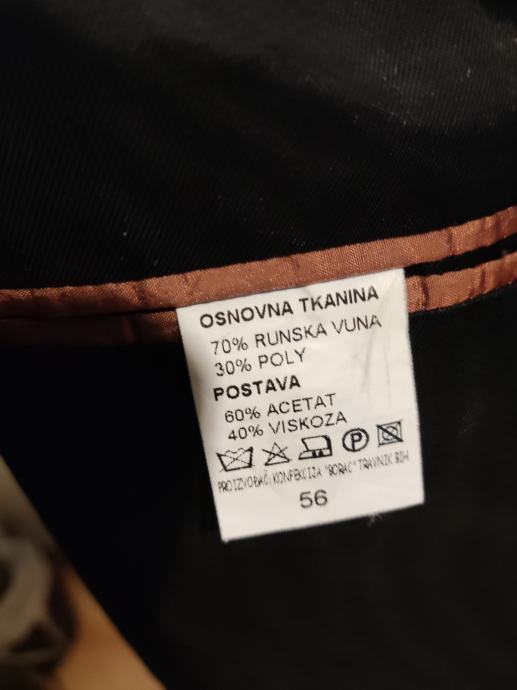 OSNOVNA TKANINA
70% RUNSKA VUNA
30% POLY
POSTAVA
60% ACETAT
40% VISKOZA
P
PROIZVOĐAČ: KONFEKCIJA "BORAC" TRAVNIK BIH
56